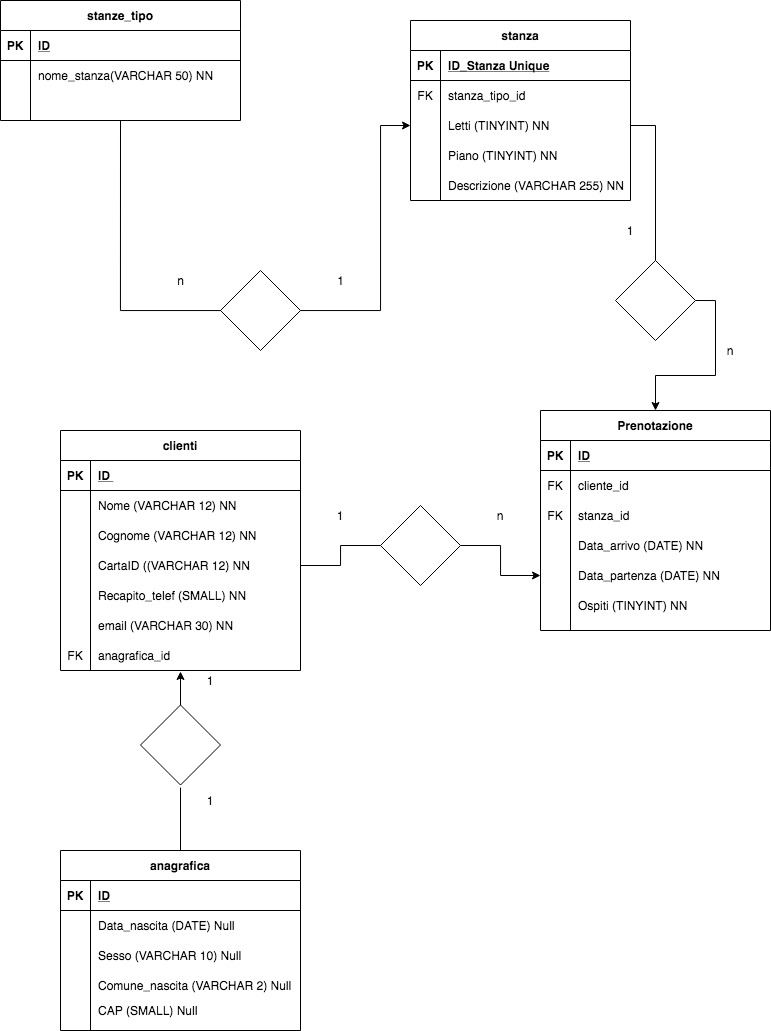 stanze_tipo
PK ID
nome_stanza(VARCHAR 50) NN
stanza
PK ID_Stanza Unique
FK stanza_tipo_id
Letti (TINYINT) NN
Piano (TINYINT) NN
Descrizione (VARCHAR 255) NN
n
1
1
n
clienti
PK ID
Nome (VARCHAR 12) NN
Cognome (VARCHAR 12) NN
CartaID ((VARCHAR 12) NN
Recapito_telef (SMALL) NN
email (VARCHAR 30) NN
FK anagrafica_id
1
n
Prenotazione
PK ID
FK cliente_id
FK stanza_id
Data_arrivo (DATE) NN
Data_partenza (DATE) NN
Ospiti (TINYINT) NN
1
1
anagrafica
PK ID
Data_nascita (DATE) Null
Sesso (VARCHAR 10) Null
Comune_nascita (VARCHAR 2) Null
CAP (SMALL) Null